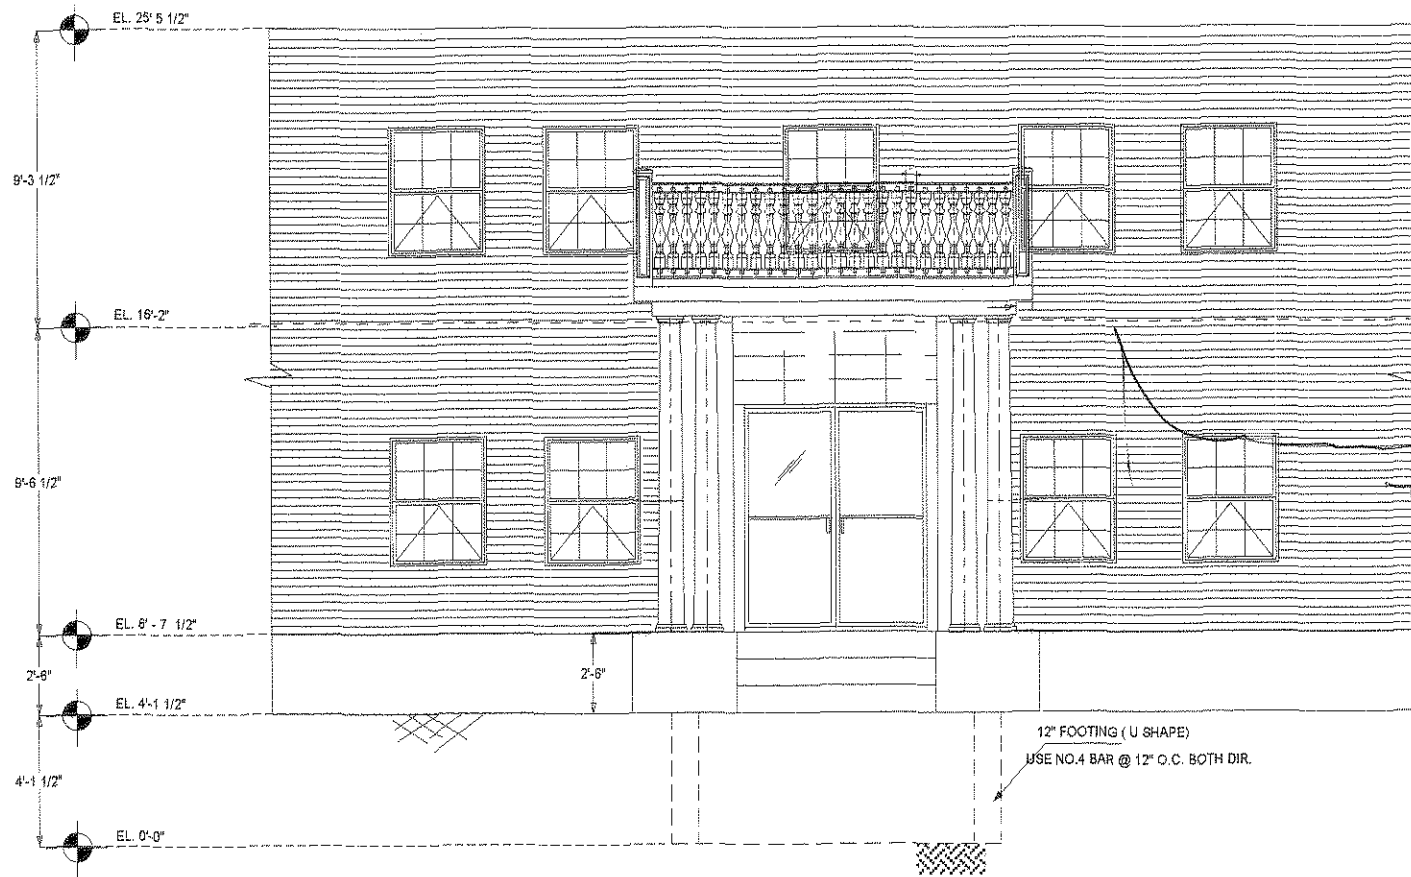 EL. 25' 5 1/2"
9'-3 1/2"
EL. 16'-2"
9'-6 1/2"
EL. 6' - 7 1/2"
2'-6"
2'-6"
EL. 4'-1 1/2"
12" FOOTING ( U SHAPE)
USE NO.4 BAR @ 12" O.C. BOTH DIR.
4'-1 1/2"
EL. 0'-0"